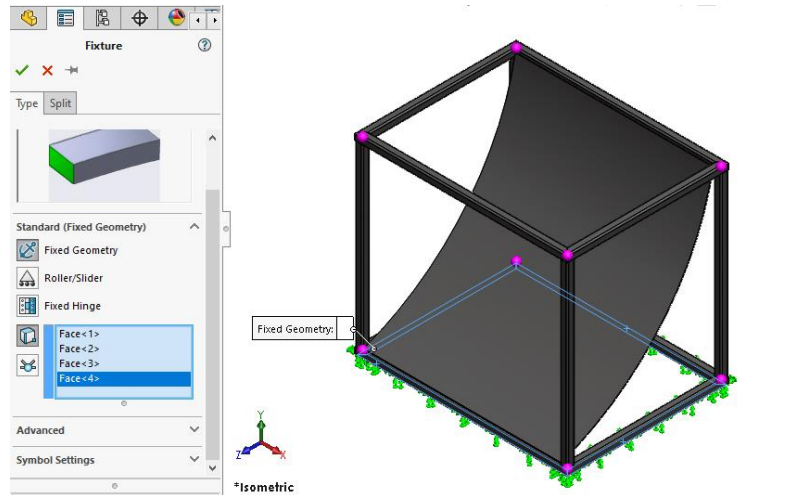 Fixture
Type Split
Standard (Fixed Geometry)
Fixed Geometry
Roller/Slider
Fixed Hinge
Face<1>
Face<2>
Face<3>
Face<4>
Advanced
Symbol Settings
Fixed Geometry:
Y
Z
X
*Isometric